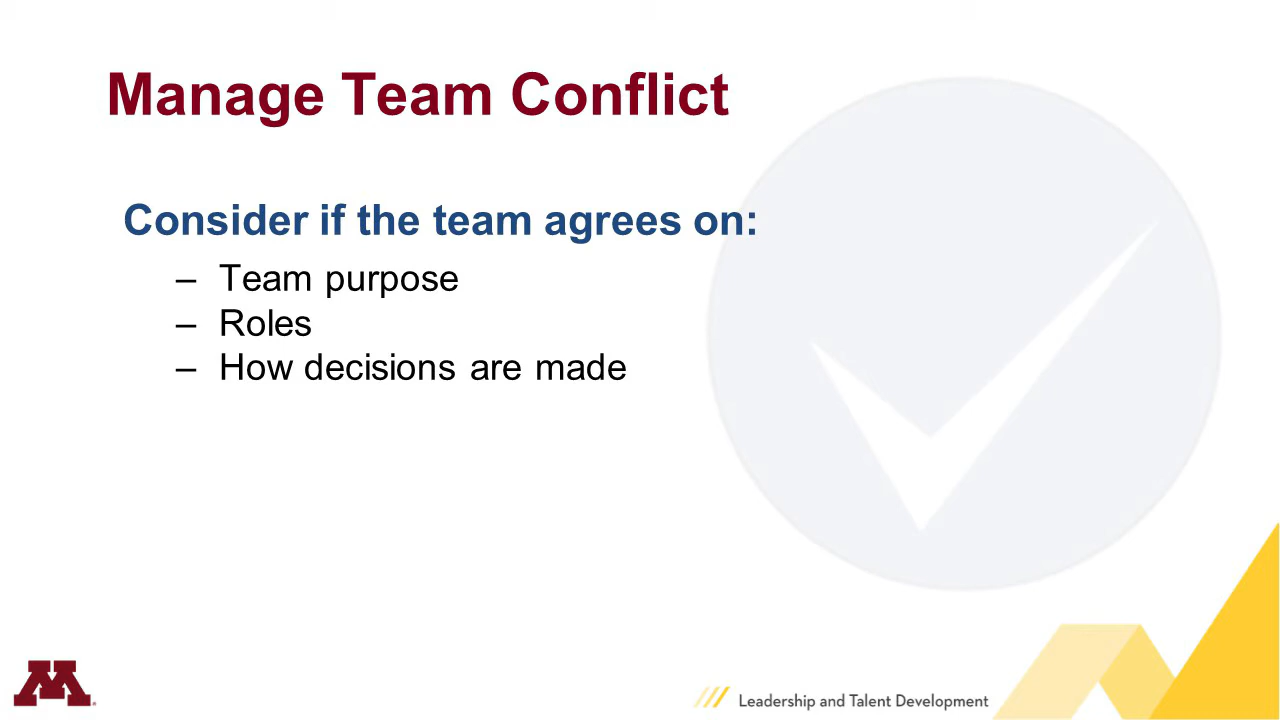 Manage Team Conflict
Consider if the team agrees on:
– Team purpose
– Roles
– How decisions are made
M
Leadership and Talent Development